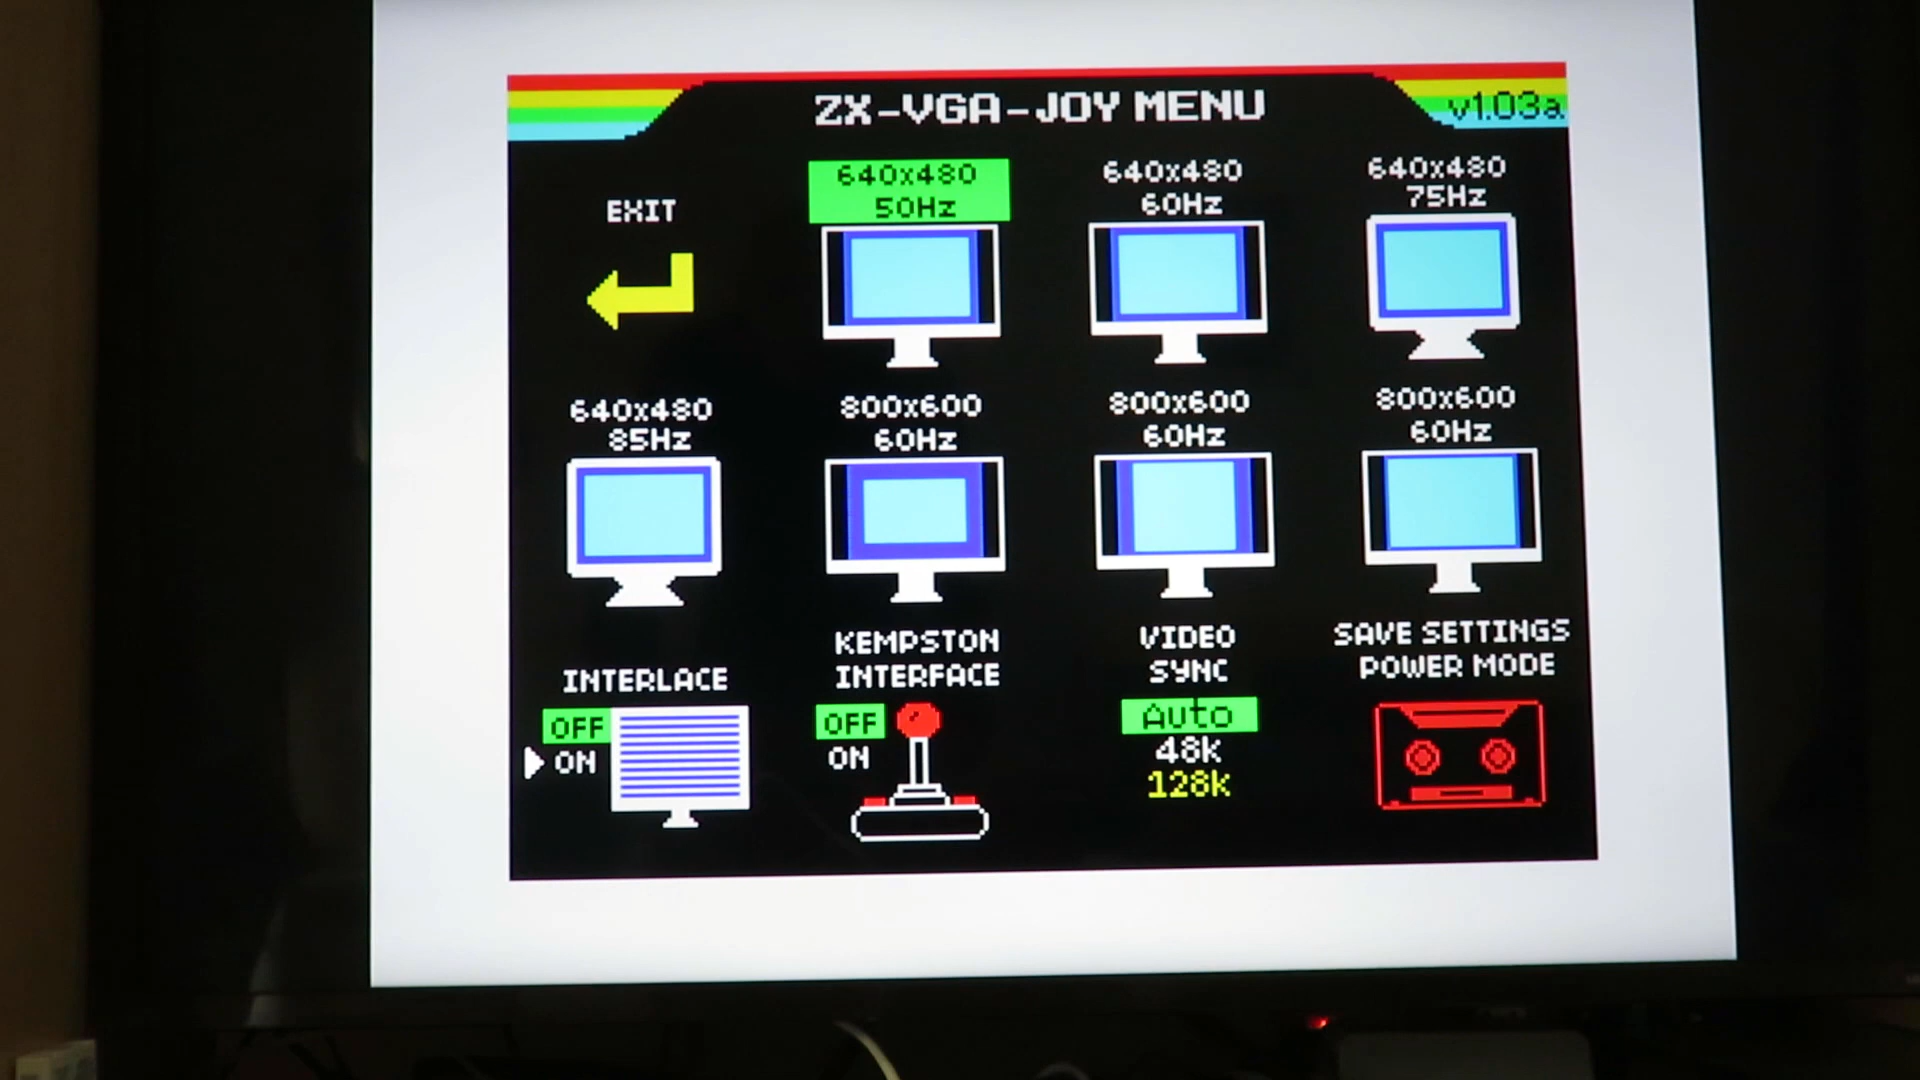 ZX-VGA-JOY MENU
v1.03a
EXIT
640x480
50Hz
640x480
60Hz
640x480
75Hz
640x480
85Hz
800x600
60Hz
800x600
60Hz
800x600
60Hz
INTERLACE
OFF
ON
KEMPSTON
INTERFACE
OFF
ON
VIDEO
SYNC
Auto
48k
128k
SAVE SETTINGS
POWER MODE